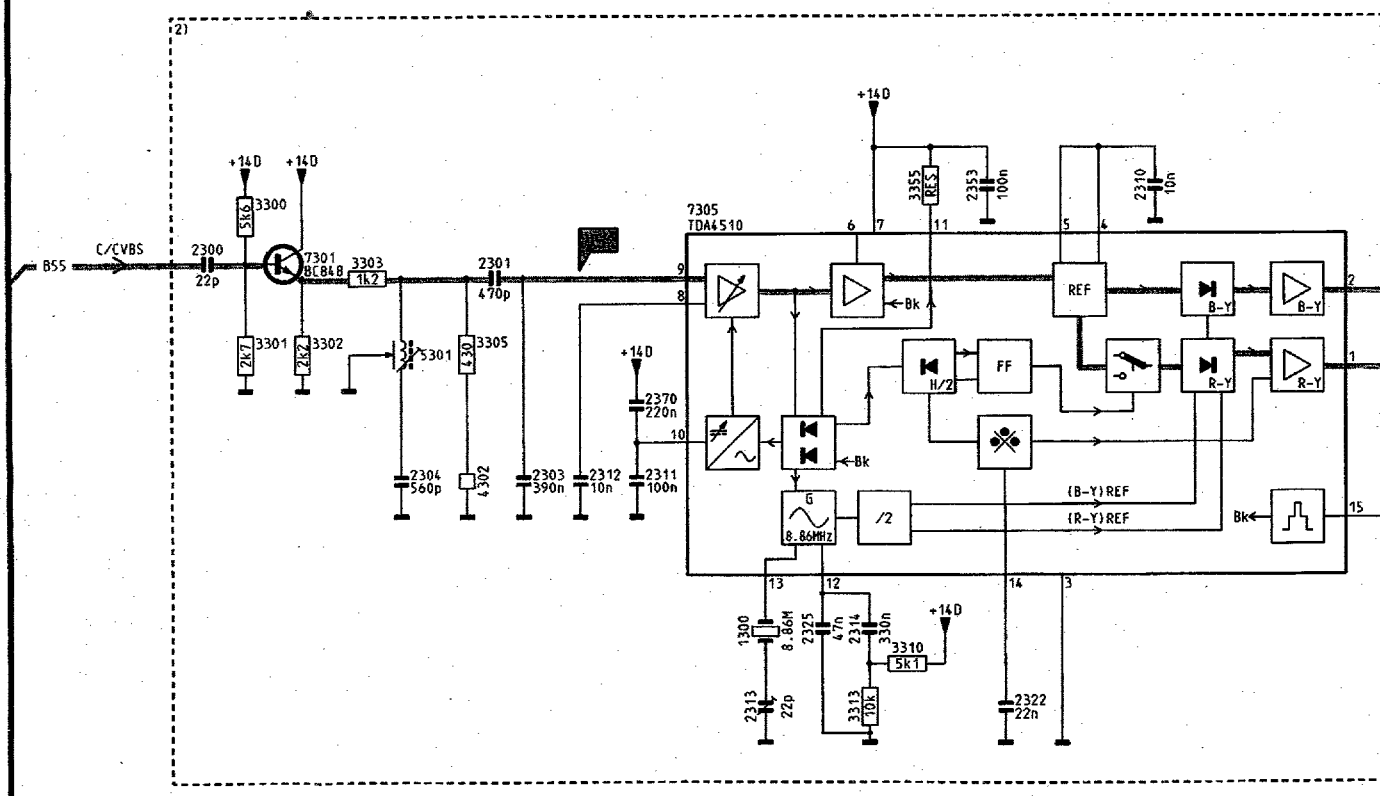 2)
+14D
+14D +14D
3300
5k6
C/CVBS
B55
2300
22p
7301
BC848
3303
1k2
2301
470p
3301
2k7
3302
2k2
5301
3305
430
2304
560p
4302
2303
390n
2312
10n
2311
100n
+14D
2370
220n
7305
TDA4510
3355
RES
2353
100n
2310
10n
6 7 11 5 4
9
8
10
Bk
REF
B-Y
B-Y
2
H/2
FF
R-Y
R-Y
1
Bk
G
8.86MHz
/2
(B-Y)REF
(R-Y)REF
Bk
15
13 12 14 3
1300
8.86M
2325
47n
2314
330n
+14D
3310
5k1
2313
22p
3313
10k
2322
22n